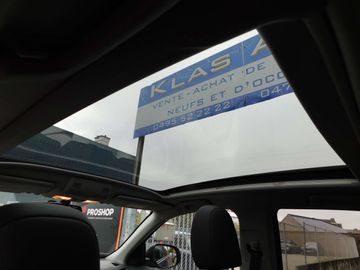 KLAS A
VENTE - ACHAT DE
NEUFS ET D'OCC
0495 52 22 22 047
PROSHOP